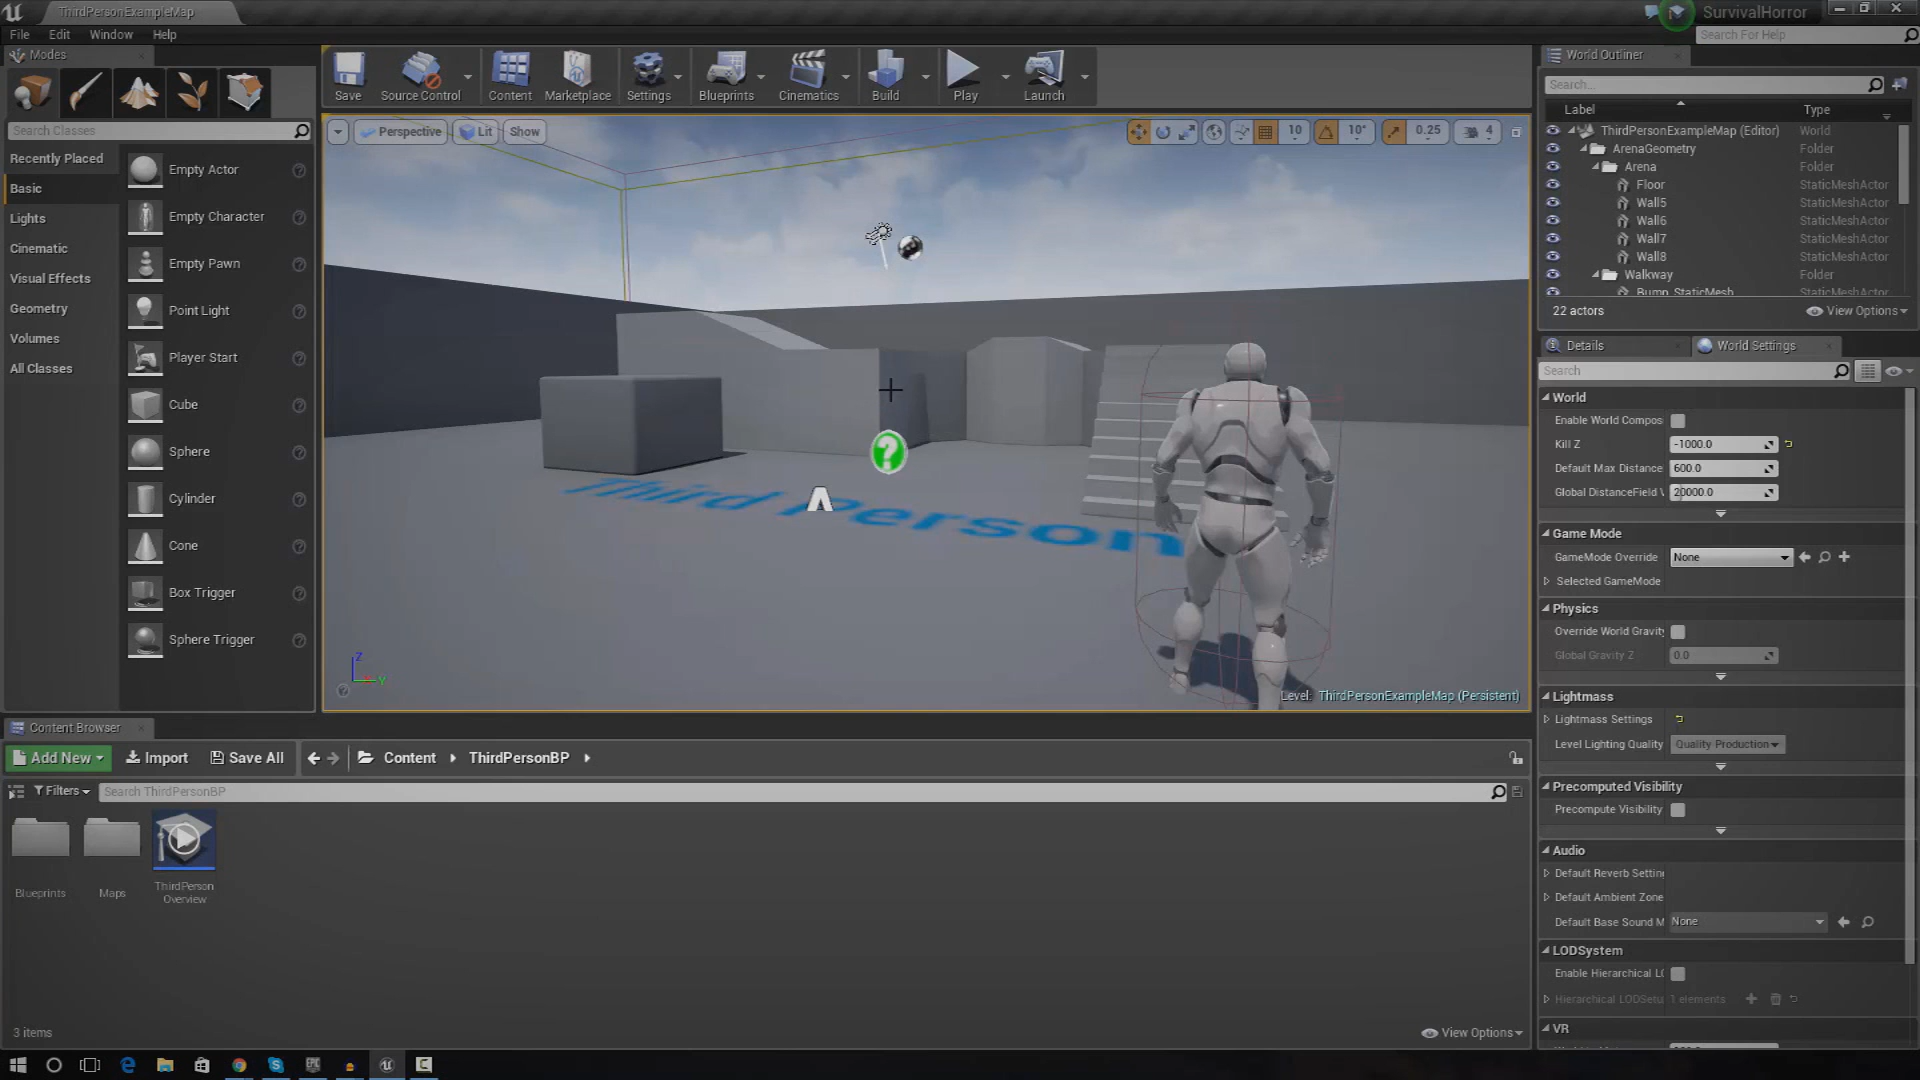 ThirdPersonExampleMap
SurvivalHorror
File Edit Window Help
Search For Help
Modes
Search Classes
Recently Placed
Basic
Lights
Cinematic
Visual Effects
Geometry
Volumes
All Classes
Empty Actor
Empty Character
Empty Pawn
Point Light
Player Start
Cube
Sphere
Cylinder
Cone
Box Trigger
Sphere Trigger
Save
Source Control
Content
Marketplace
Settings
Blueprints
Cinematics
Build
Play
Launch
Perspective
Lit
Show
10
10°
0.25
4
Third Person
Z
Y
Level: ThirdPersonExampleMap (Persistent)
World Outliner
Search...
Label Type
ThirdPersonExampleMap (Editor) World
ArenaGeometry Folder
Arena Folder
Floor StaticMeshActor
Wall5 StaticMeshActor
Wall6 StaticMeshActor
Wall7 StaticMeshActor
Wall8 StaticMeshActor
Walkway Folder
Bump_StaticMesh StaticMeshActor
22 actors
View Options
Details
World Settings
Search
World
Enable World Compos
Kill Z -1000.0
Default Max Distance 600.0
Global DistanceField V 20000.0
Game Mode
GameMode Override None
Selected GameMode
Physics
Override World Gravity
Global Gravity Z 0.0
Lightmass
Lightmass Settings
Level Lighting Quality Quality Production
Precomputed Visibility
Precompute Visibility
Audio
Default Reverb Settin
Default Ambient Zone
Default Base Sound M None
LODSystem
Enable Hierarchical LO
Hierarchical LODSetu 1 elements
VR
Content Browser
Add New
Import
Save All
Content
ThirdPersonBP
Filters
Search ThirdPersonBP
Blueprints
Maps
ThirdPerson
Overview
3 items
View Options
EPIC